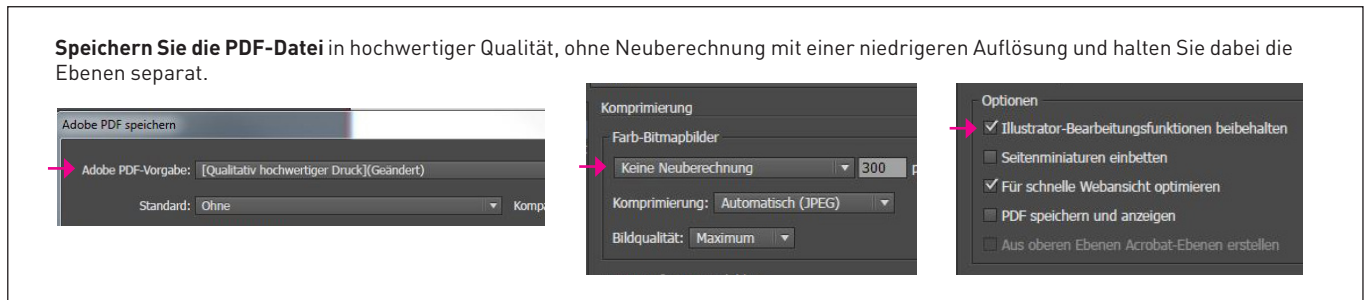 Speichern Sie die PDF-Datei in hochwertiger Qualität, ohne Neuberechnung mit einer niedrigeren Auflösung und halten Sie dabei die
Ebenen separat.
Adobe PDF speichern
Adobe PDF-Vorgabe: [Qualitativ hochwertiger Druck](Geändert)
Standard: Ohne
Komprimierung
Farb-Bitmapbilder
Keine Neuberechnung 300
Komprimierung: Automatisch (JPEG)
Bildqualität: Maximum
Optionen
Illustrator-Bearbeitungsfunktionen beibehalten
Seitenminiaturen einbetten
Für schnelle Webansicht optimieren
PDF speichern und anzeigen
Aus oberen Ebenen Acrobat-Ebenen erstellen